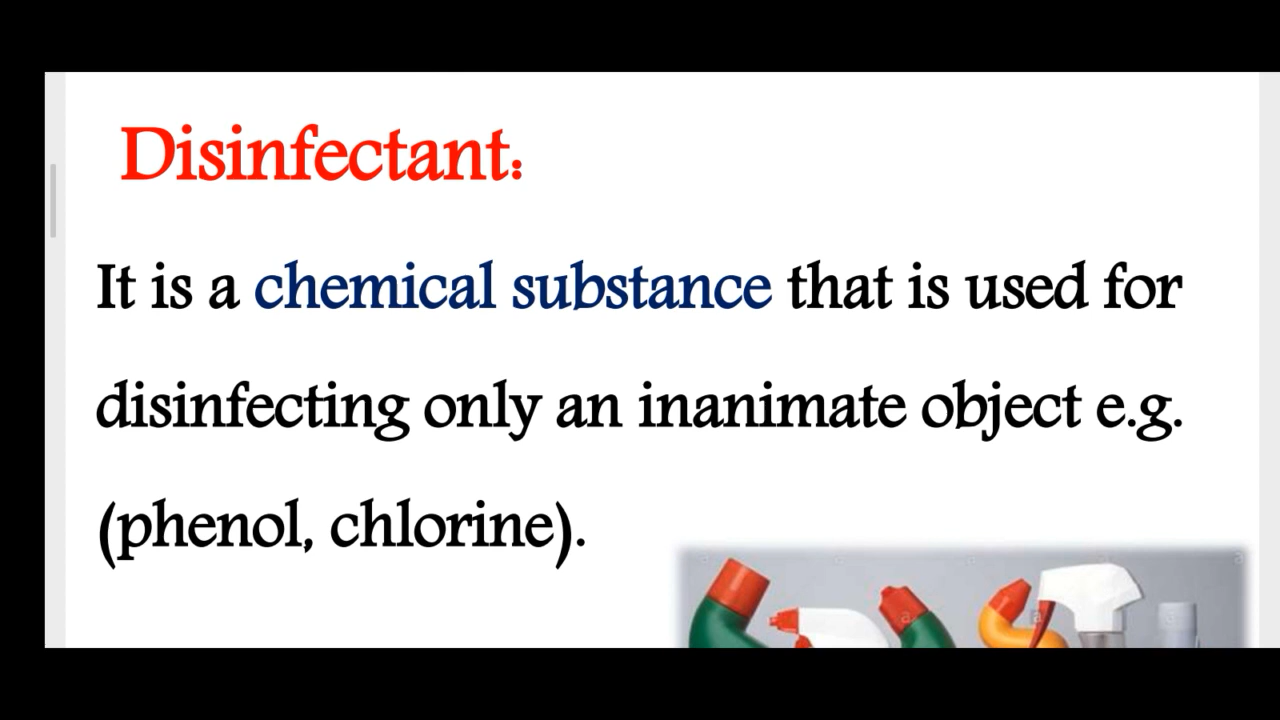 Disinfectant:
It is a chemical substance that is used for
disinfecting only an inanimate object e.g.
(phenol, chlorine).